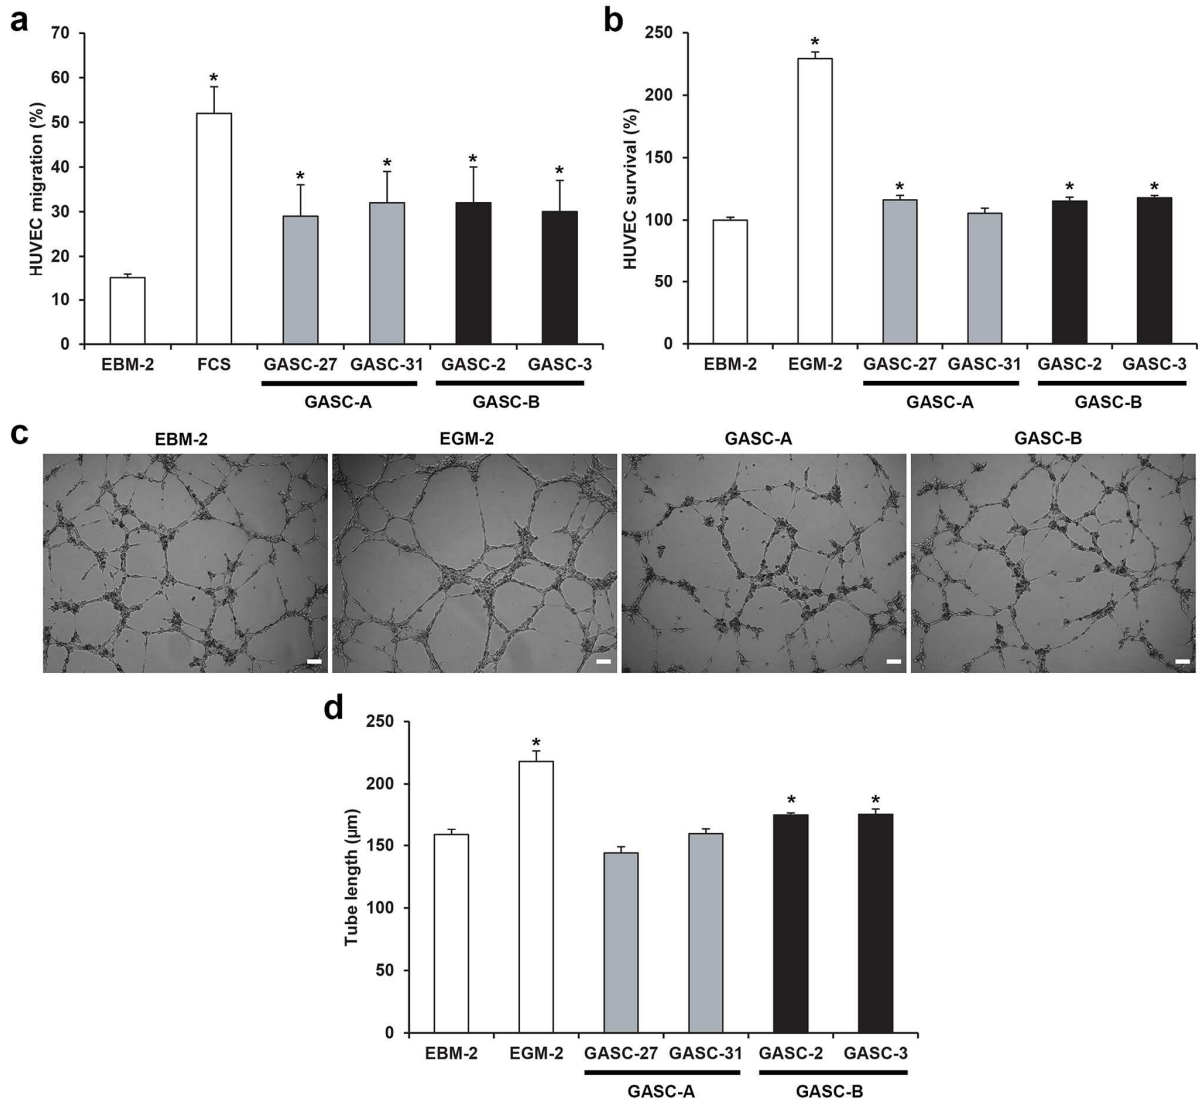 a
70
60
50
40
30
20
10
0
HUVEC migration (%)
*
*
*
*
*
EBM-2 FCS GASC-27 GASC-31 GASC-2 GASC-3
GASC-A GASC-B
b
250
200
150
100
50
0
HUVEC survival (%)
*
*
*
*
EBM-2 EGM-2 GASC-27 GASC-31 GASC-2 GASC-3
GASC-A GASC-B
c
EBM-2 EGM-2 GASC-A GASC-B
d
250
200
150
100
50
0
Tube length (µm)
*
*
*
EBM-2 EGM-2 GASC-27 GASC-31 GASC-2 GASC-3
GASC-A GASC-B